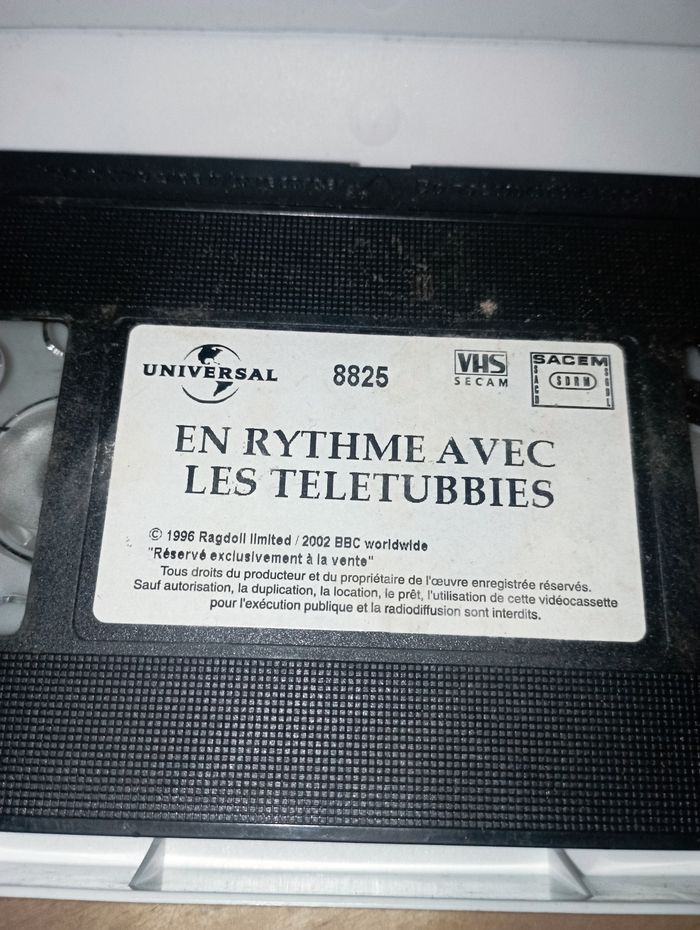 UNIVERSAL
8825
VHS
SECAM
SACEM
SACD
SDRM
SGDL
EN RYTHME AVEC
LES TELETUBBIES
© 1996 Ragdoll limited / 2002 BBC worldwide
"Réservé exclusivement à la vente"
Tous droits du producteur et du propriétaire de l'œuvre enregistrée réservés.
Sauf autorisation, la duplication, la location, le prêt, l'utilisation de cette vidéocassette
pour l'exécution publique et la radiodiffusion sont interdits.